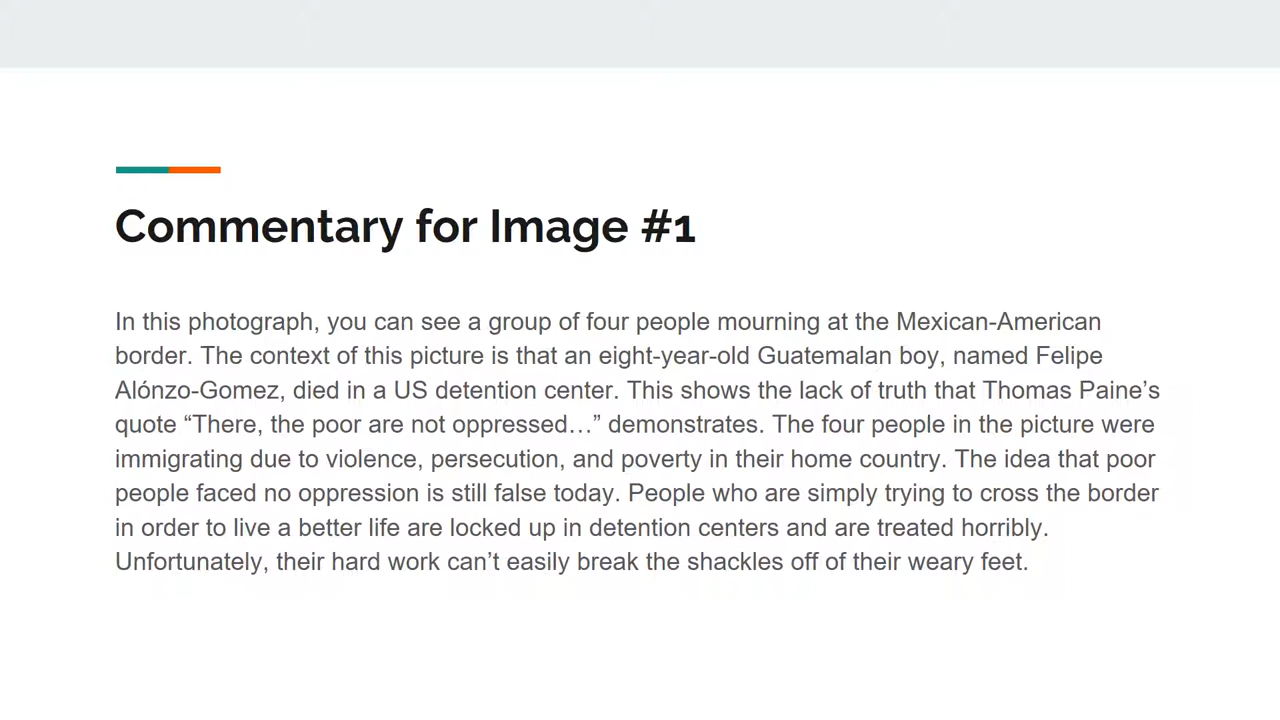 Commentary for Image #1
In this photograph, you can see a group of four people mourning at the Mexican-American
border. The context of this picture is that an eight-year-old Guatemalan boy, named Felipe
Alónzo-Gomez, died in a US detention center. This shows the lack of truth that Thomas Paine’s
quote “There, the poor are not oppressed…” demonstrates. The four people in the picture were
immigrating due to violence, persecution, and poverty in their home country. The idea that poor
people faced no oppression is still false today. People who are simply trying to cross the border
in order to live a better life are locked up in detention centers and are treated horribly.
Unfortunately, their hard work can’t easily break the shackles off of their weary feet.